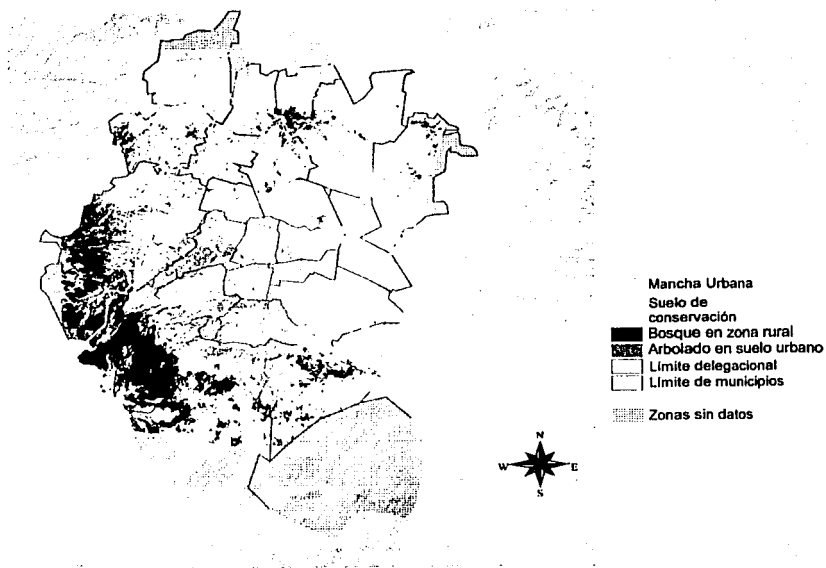 Mancha Urbana
Suelo de
conservación
Bosque en zona rural
Arbolado en suelo urbano
Límite delegacional
Límite de municipios
Zonas sin datos
N
W
E
S